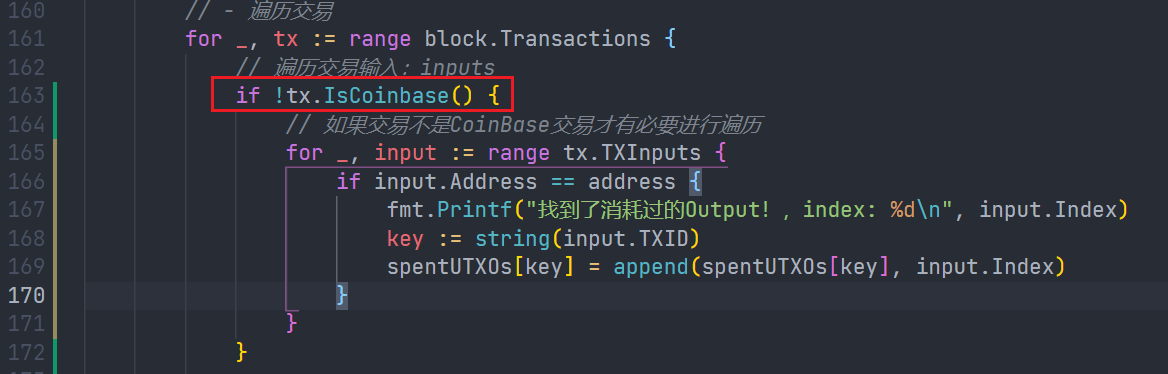 160 // - 遍历交易
161 for _, tx := range block.Transactions {
162 // 遍历交易输入: inputs
163 if !tx.IsCoinbase() {
164 // 如果交易不是CoinBase交易才有必要进行遍历
165 for _, input := range tx.TXInputs {
166 if input.Address == address {
167 fmt.Printf("找到了消耗过的Output! , index: %d\n", input.Index)
168 key := string(input.TXID)
169 spentUTXOs[key] = append(spentUTXOs[key], input.Index)
170 }
171 }
172 }